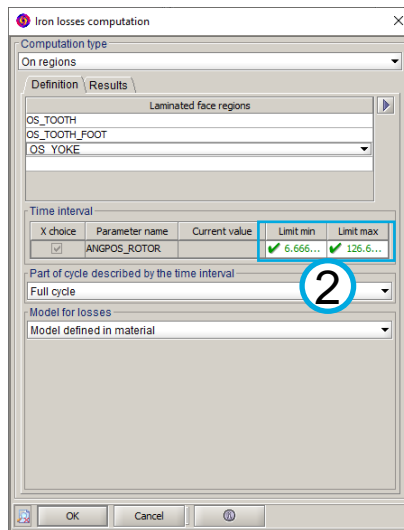 Iron losses computation
Computation type
On regions
Definition Results
Laminated face regions
OS_TOOTH
OS_TOOTH_FOOT
OS_YOKE
Time interval
X choice Parameter name Current value Limit min Limit max
ANGPOS_ROTOR 6.666... 126.6...
Part of cycle described by the time interval
Full cycle
2
Model for losses
Model defined in material
OK Cancel